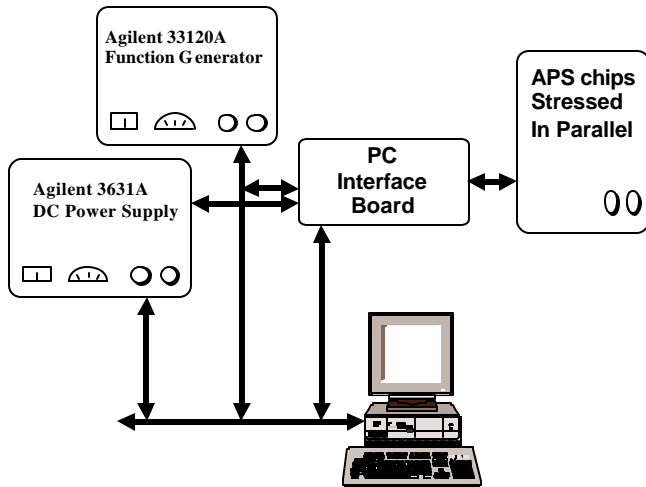 Agilent 33120A
Function Generator
Agilent 3631A
DC Power Supply
PC
Interface
Board
APS chips
Stressed
In Parallel